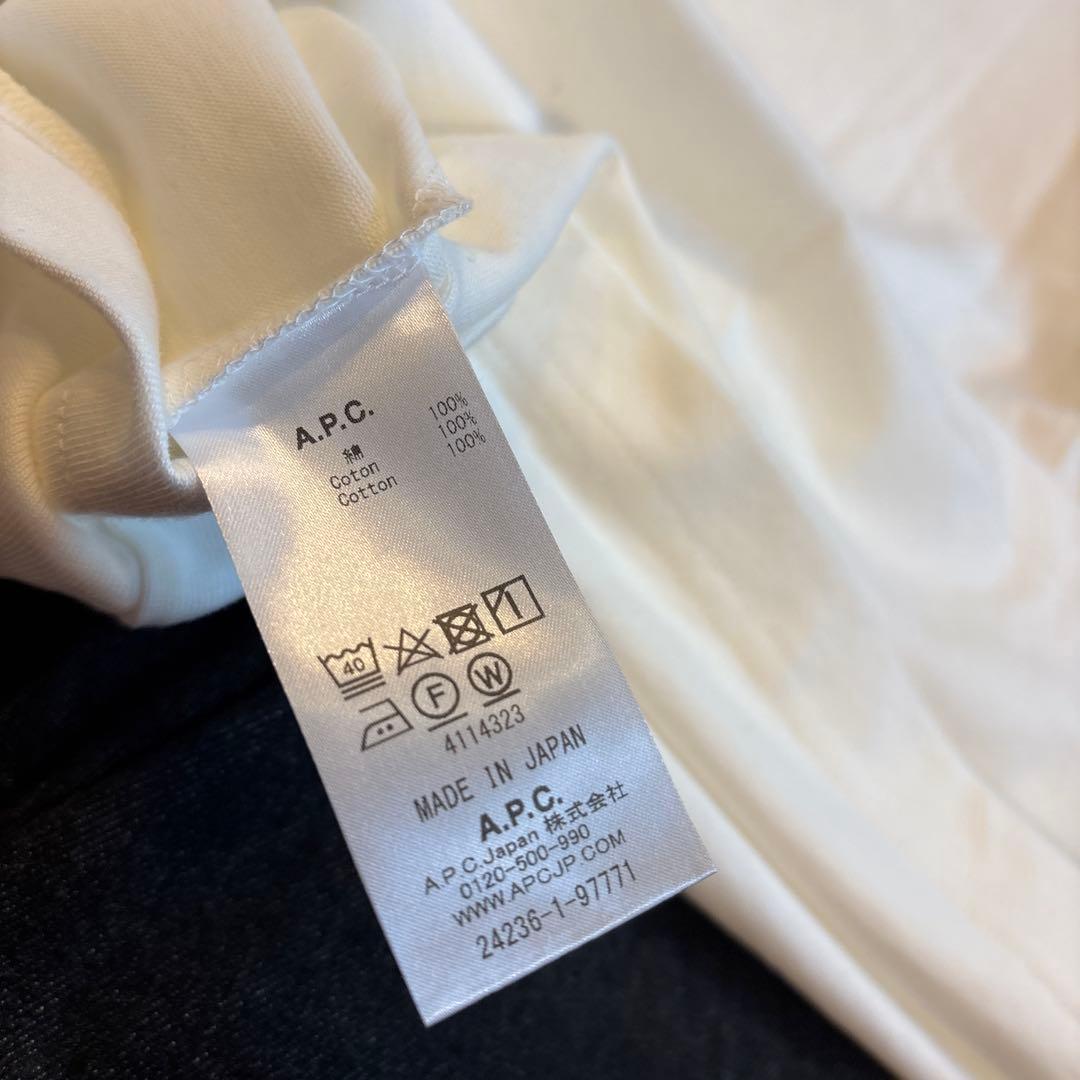 A.P.C.
綿 100%
Coton 100%
Cotton 100%
40
F W
4114323
MADE IN JAPAN
A.P.C.
A.P.C.Japan 株式会社
0120-500-990
WWW.APCJP.COM
24236-1-97771